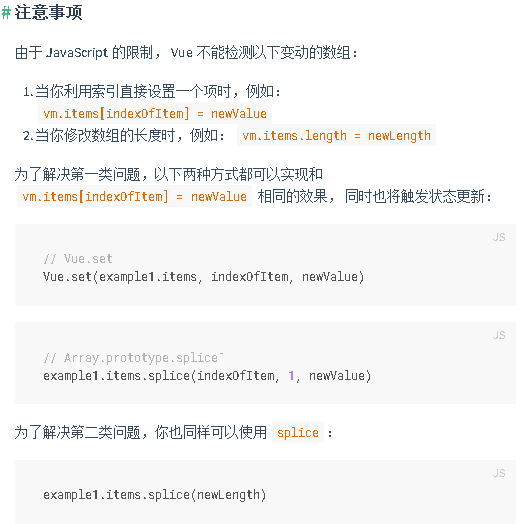 # 注意事项
由于 JavaScript 的限制， Vue 不能检测以下变动的数组：
1.当你利用索引直接设置一个项时，例如：
vm.items[indexOfItem] = newValue
2.当你修改数组的长度时，例如： vm.items.length = newLength
为了解决第一类问题，以下两种方式都可以实现和
vm.items[indexOfItem] = newValue 相同的效果， 同时也将触发状态更新：
JS
// Vue.set
Vue.set(example1.items, indexOfItem, newValue)
JS
// Array.prototype.splice`
example1.items.splice(indexOfItem, 1, newValue)
为了解决第二类问题，你也同样可以使用 splice：
JS
example1.items.splice(newLength)